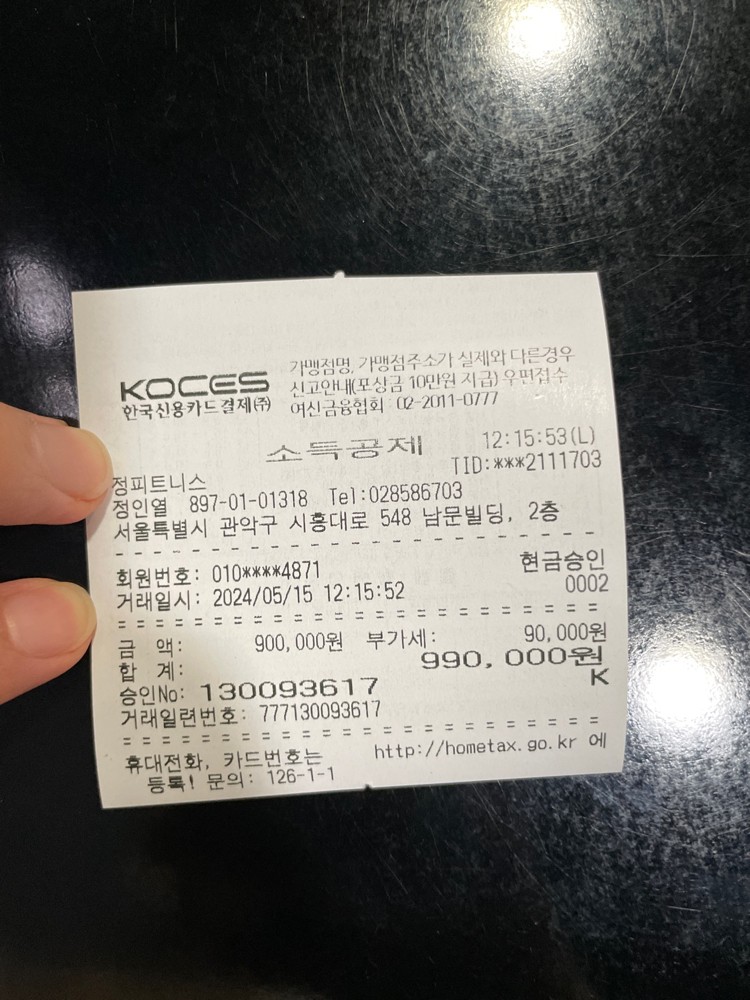 KOCES
한국신용카드결제(주)
가맹점명, 가맹점주소가 실제와 다른경우
신고안내(포상금 10만원 지급) 우편접수
여신금융협회 02-2011-0777
소득공제
12:15:53(L)
TID:***2111703
정피트니스
정인열 897-01-01318 Tel:028586703
서울특별시 관악구 시흥대로 548 남문빌딩, 2층
회원번호: 010****4871
현금승인
거래일시: 2024/05/15 12:15:52
0002
금 액: 900,000원 부가세: 90,000원
합 계: 990,000원
K
승인No: 130093617
거래일련번호: 777130093617
휴대전화, 카드번호는 http://hometax.go.kr 에
등록! 문의: 126-1-1